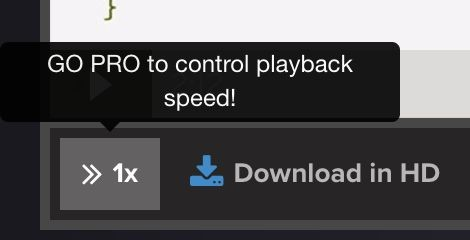 }
GO PRO to control playback
speed!
1x Download in HD